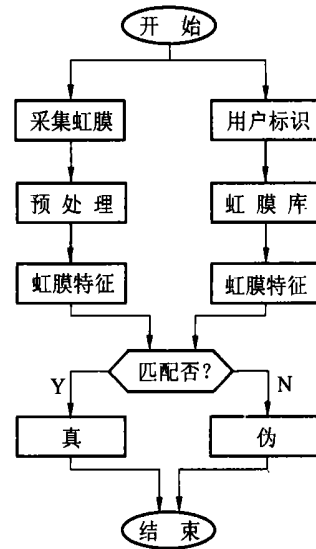 开 始
采集虹膜
用户标识
预 处 理
虹 膜 库
虹膜特征
虹膜特征
匹配否?
Y
N
真
伪
结 束